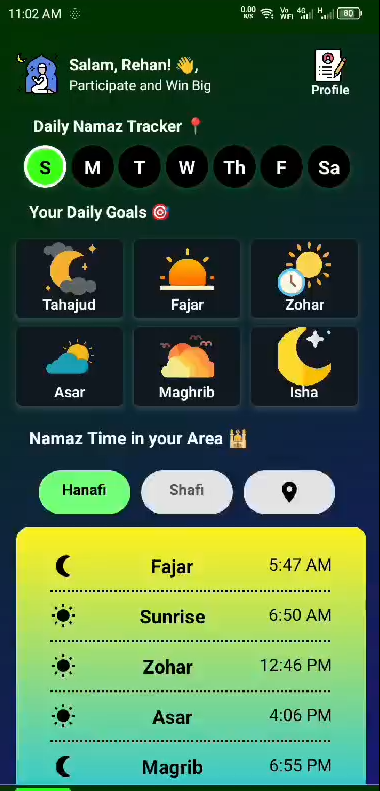 11:02 AM
0.00 K/S Vo WiFi 4G H 80
Salam, Rehan! 👋,
Participate and Win Big
Profile
Daily Namaz Tracker 📍
S M T W Th F Sa
Your Daily Goals 🎯
Tahajud Fajar Zohar
Asar Maghrib Isha
Namaz Time in your Area 🕌
Hanafi Shafi
Fajar 5:47 AM
Sunrise 6:50 AM
Zohar 12:46 PM
Asar 4:06 PM
Magrib 6:55 PM